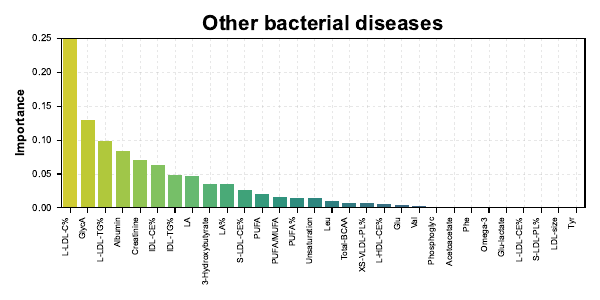 Other bacterial diseases
Importance
0.25
0.20
0.15
0.10
0.05
0.00
L-LDL-C%
GlycA
L-LDL-TG%
Albumin
Creatinine
IDL-CE%
IDL-TG%
LA
3-Hydroxybutyrate
LA%
S-LDL-CE%
PUFA
PUFA/MUFA
PUFA%
Unsaturation
Leu
Total-BCAA
XS-VLDL-PL%
L-HDL-CE%
Glu
Val
Phosphoglyc
Acetoacetate
Phe
Omega-3
Glu-lactate
L-LDL-CE%
S-LDL-PL%
LDL-size
Tyr